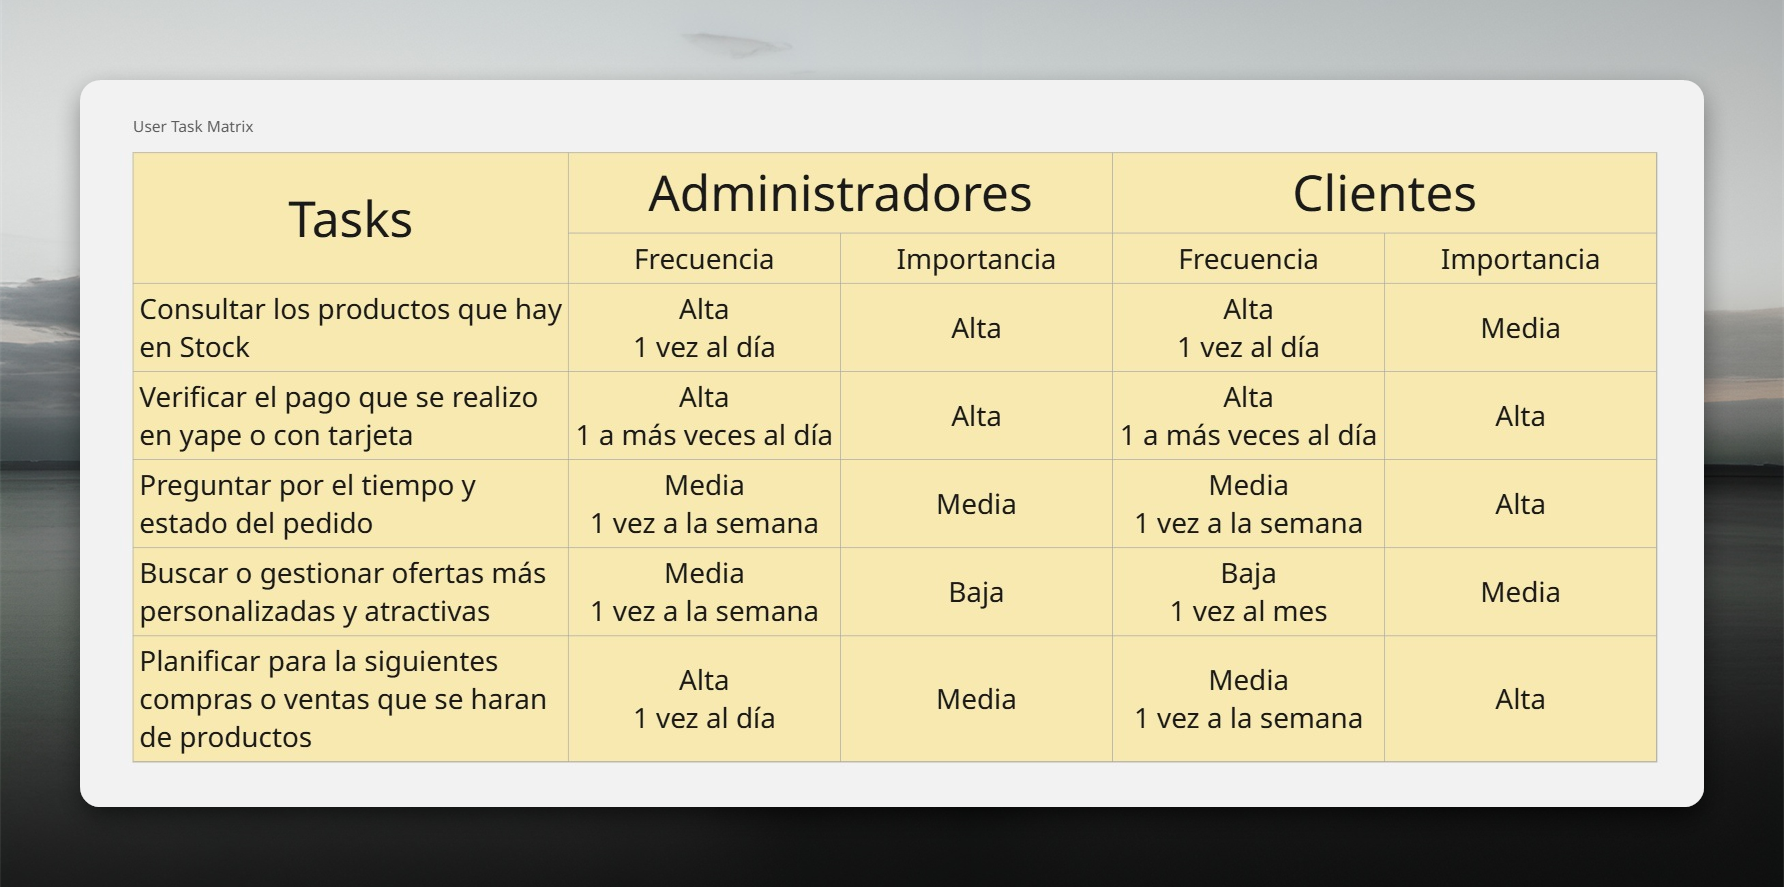 User Task Matrix
Tasks
Administradores
Clientes
Frecuencia
Importancia
Frecuencia
Importancia
Consultar los productos que hay
en Stock
Alta
1 vez al día
Alta
Alta
1 vez al día
Media
Verificar el pago que se realizo
en yape o con tarjeta
Alta
1 a más veces al día
Alta
Alta
1 a más veces al día
Alta
Preguntar por el tiempo y
estado del pedido
Media
1 vez a la semana
Media
Media
1 vez a la semana
Alta
Buscar o gestionar ofertas más
personalizadas y atractivas
Media
1 vez a la semana
Baja
Baja
1 vez al mes
Media
Planificar para la siguientes
compras o ventas que se haran
de productos
Alta
1 vez al día
Media
Media
1 vez a la semana
Alta